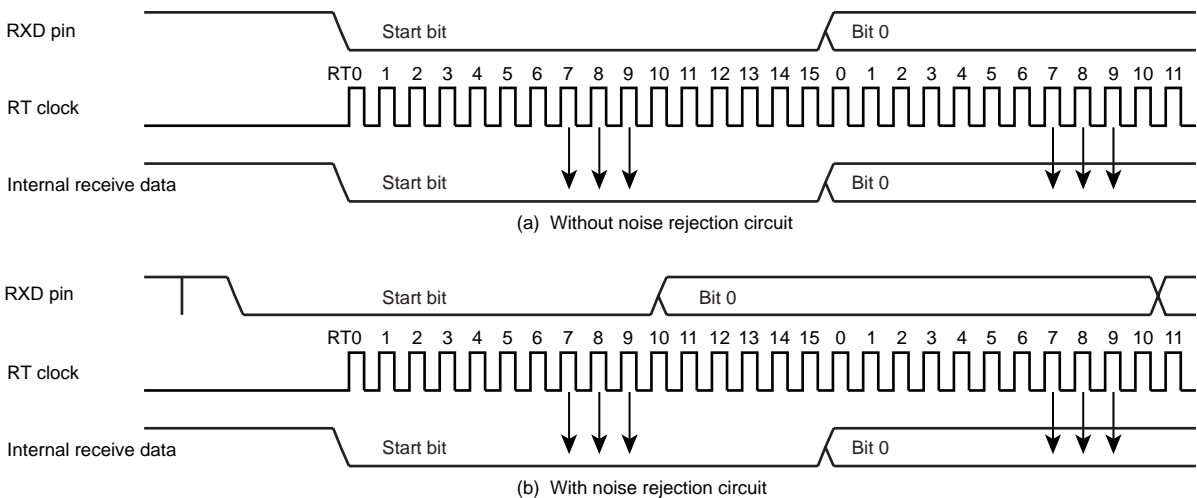 RXD pin
Start bit
Bit 0
RT0 1 2 3 4 5 6 7 8 9 10 11 12 13 14 15 0 1 2 3 4 5 6 7 8 9 10 11
RT clock
Internal receive data
Start bit
Bit 0
(a) Without noise rejection circuit
RXD pin
Start bit
Bit 0
RT0 1 2 3 4 5 6 7 8 9 10 11 12 13 14 15 0 1 2 3 4 5 6 7 8 9 10 11
RT clock
Internal receive data
Start bit
Bit 0
(b) With noise rejection circuit